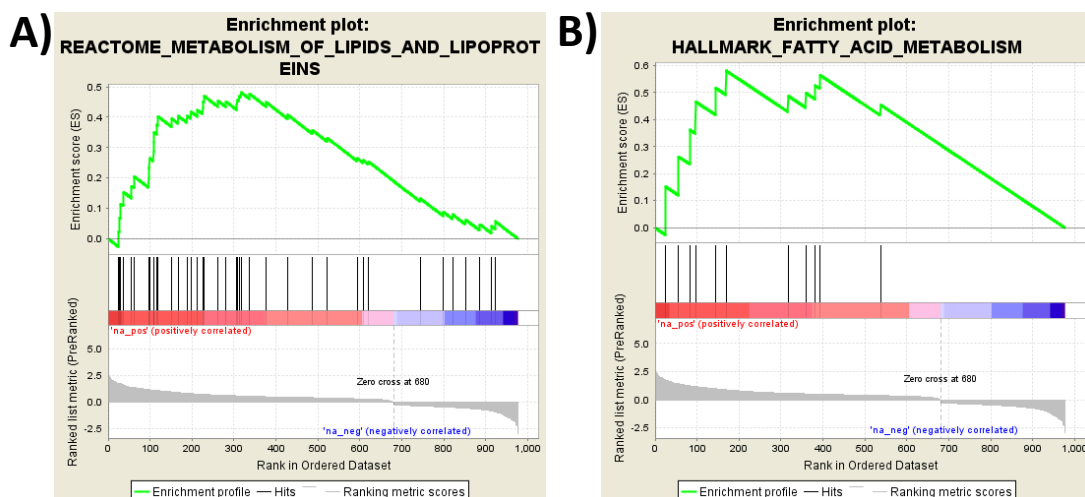 A)
Enrichment plot:
REACTOME_METABOLISM_OF_LIPIDS_AND_LIPOPROT
EINS
Enrichment score (ES)
0.5
0.4
0.3
0.2
0.1
0.0
'na_pos' (positively correlated)
Ranked list metric (PreRanked)
5.0
2.5
0.0
-2.5
Zero cross at 680
'na_neg' (negatively correlated)
0 100 200 300 400 500 600 700 800 900 1,000
Rank in Ordered Dataset
Enrichment profile Hits Ranking metric scores
B)
Enrichment plot:
HALLMARK_FATTY_ACID_METABOLISM
Enrichment score (ES)
0.6
0.5
0.4
0.3
0.2
0.1
0.0
'na_pos' (positively correlated)
Ranked list metric (PreRanked)
5.0
2.5
0.0
-2.5
Zero cross at 680
'na_neg' (negatively correlated)
0 100 200 300 400 500 600 700 800 900 1,000
Rank in Ordered Dataset
Enrichment profile Hits Ranking metric scores